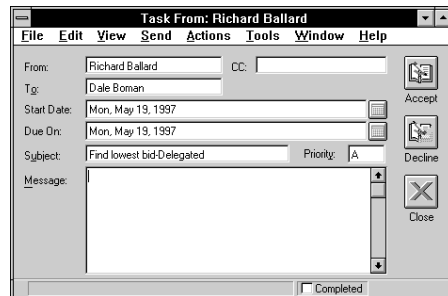 Task From: Richard Ballard
File Edit View Send Actions Tools Window Help
From: Richard Ballard CC:
To: Dale Boman
Start Date: Mon, May 19, 1997
Due On: Mon, May 19, 1997
Subject: Find lowest bid-Delegated Priority: A
Message:
Accept
Decline
Close
Completed